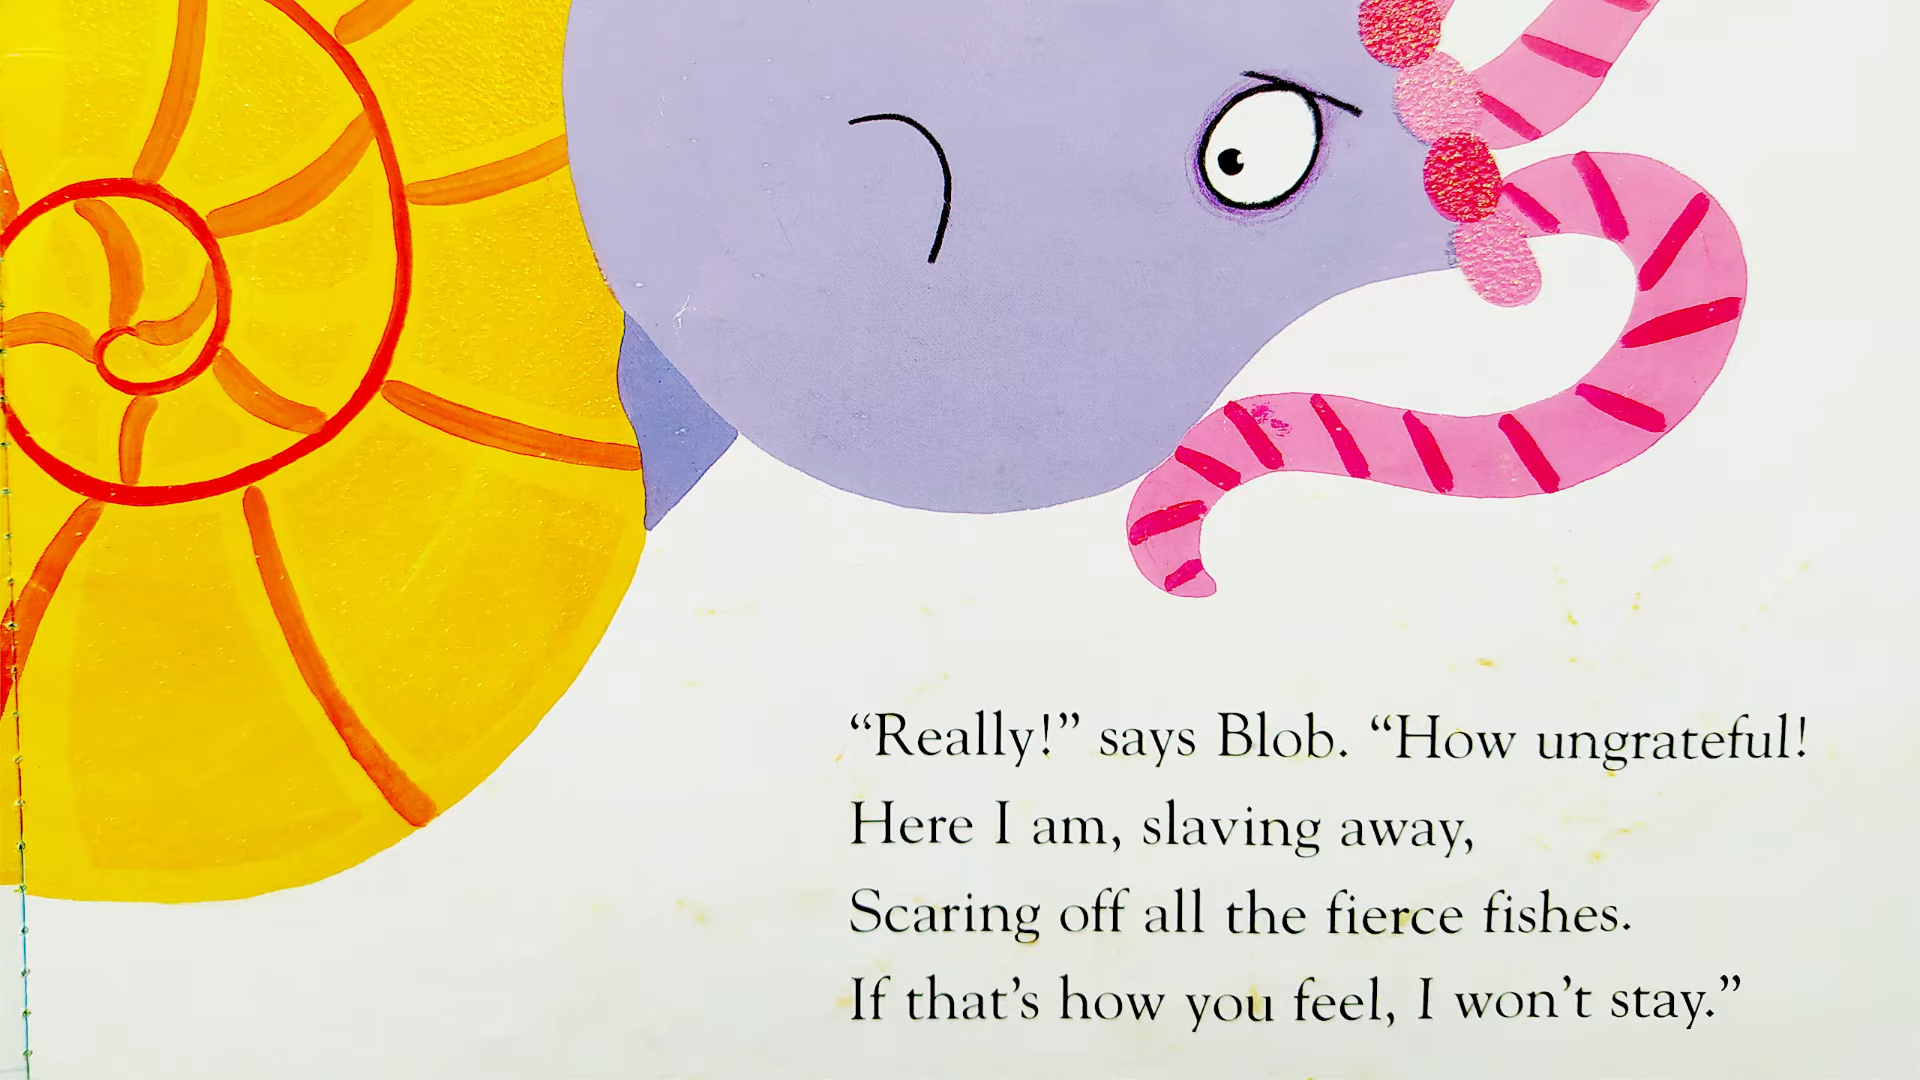 “Really!” says Blob. “How ungrateful!
Here I am, slaving away,
Scaring off all the fierce fishes.
If that’s how you feel, I won’t stay.”